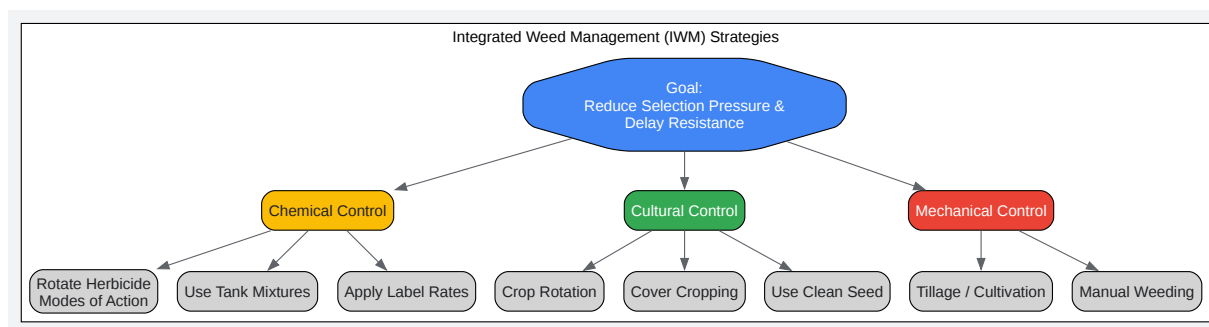 Integrated Weed Management (IWM) Strategies
Goal:
Reduce Selection Pressure &
Delay Resistance
Chemical Control
Cultural Control
Mechanical Control
Rotate Herbicide
Modes of Action
Use Tank Mixtures
Apply Label Rates
Crop Rotation
Cover Cropping
Use Clean Seed
Tillage / Cultivation
Manual Weeding